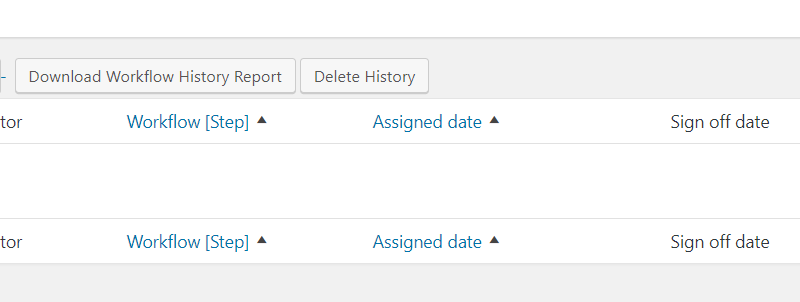 - Download Workflow History Report Delete History
tor Workflow [Step] Assigned date Sign off date
tor Workflow [Step] Assigned date Sign off date